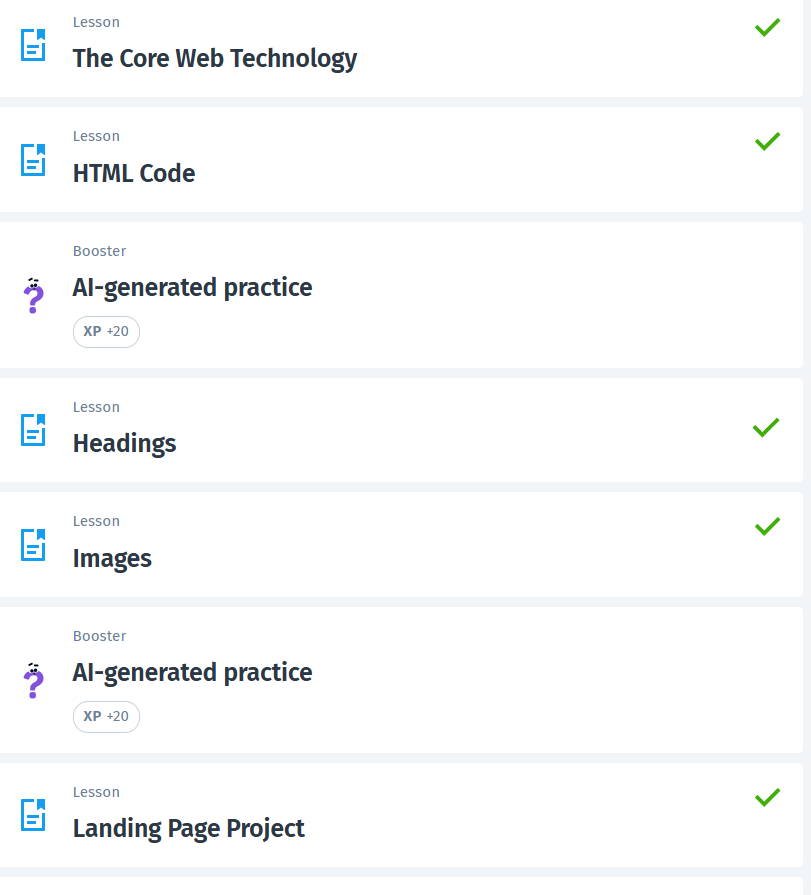 Lesson
The Core Web Technology
Lesson
HTML Code
Booster
AI-generated practice
XP +20
Lesson
Headings
Lesson
Images
Booster
AI-generated practice
XP +20
Lesson
Landing Page Project